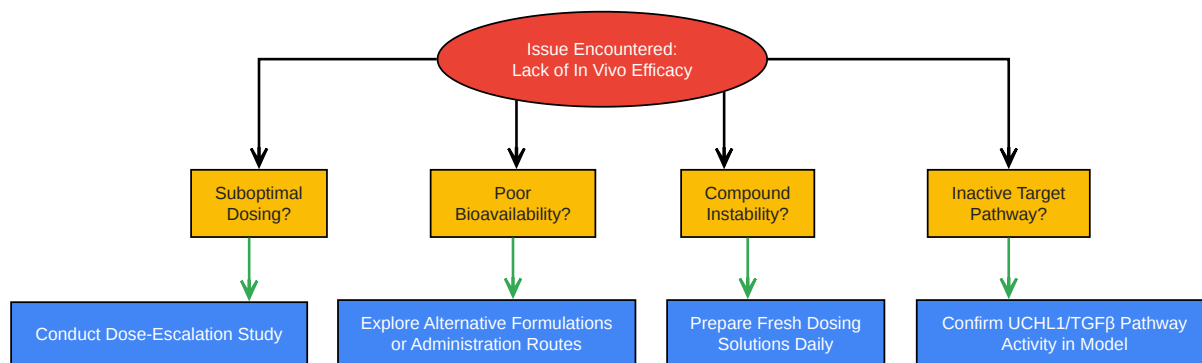 Issue Encountered:
Lack of In Vivo Efficacy
Suboptimal
Dosing?
Poor
Bioavailability?
Compound
Instability?
Inactive Target
Pathway?
Conduct Dose-Escalation Study
Explore Alternative Formulations
or Administration Routes
Prepare Fresh Dosing
Solutions Daily
Confirm UCHL1/TGFβ Pathway
Activity in Model